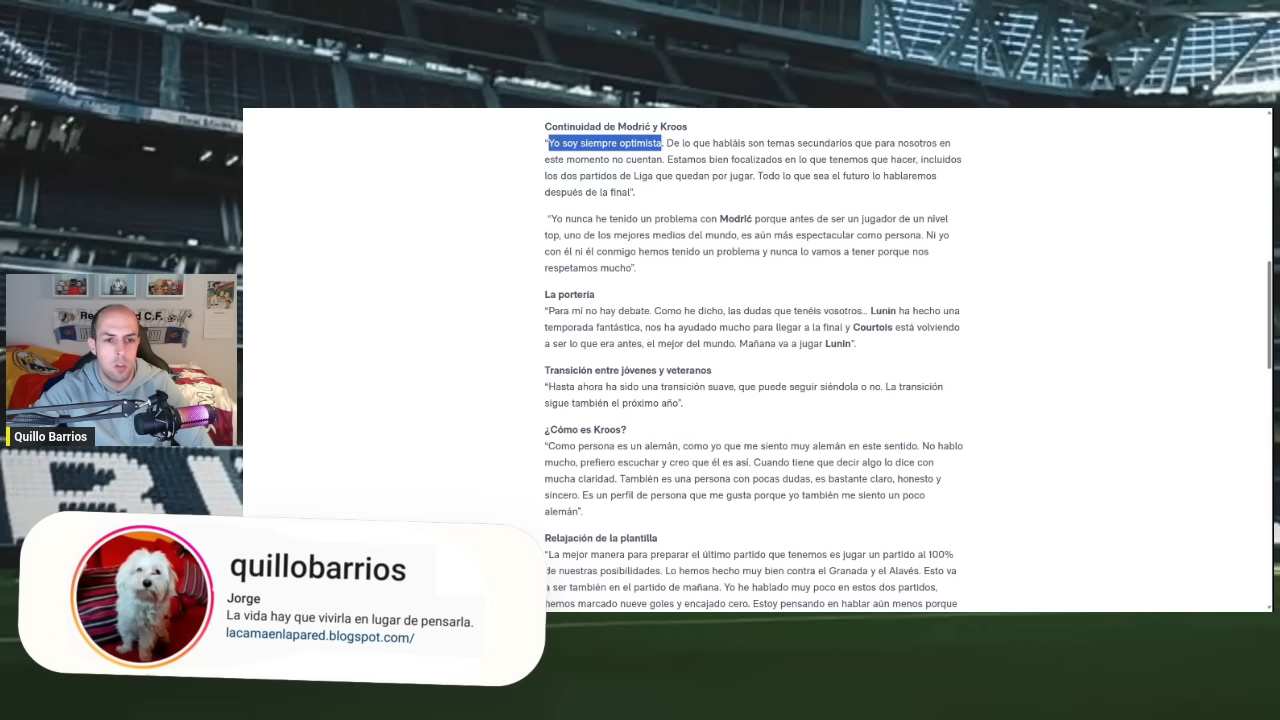 Continuidad de Modrić y Kroos
“Yo soy siempre optimista. De lo que habláis son temas secundarios que para nosotros en
este momento no cuentan. Estamos bien focalizados en lo que tenemos que hacer, incluidos
los dos partidos de Liga que quedan por jugar. Todo lo que sea el futuro lo hablaremos
después de la final”.
“Yo nunca he tenido un problema con Modrić porque antes de ser un jugador de un nivel
top, uno de los mejores medios del mundo, es aún más espectacular como persona. Ni yo
con él ni él conmigo hemos tenido un problema y nunca lo vamos a tener porque nos
respetamos mucho”.
La portería
“Para mí no hay debate. Como he dicho, las dudas que tenéis vosotros… Lunin ha hecho una
temporada fantástica, nos ha ayudado mucho para llegar a la final y Courtois está volviendo
a ser lo que era antes, el mejor del mundo. Mañana va a jugar Lunin”.
Transición entre jóvenes y veteranos
“Hasta ahora ha sido una transición suave, que puede seguir siéndola o no. La transición
sigue también el próximo año”.
¿Cómo es Kroos?
“Como persona es un alemán, como yo que me siento muy alemán en este sentido. No hablo
mucho, prefiero escuchar y creo que él es así. Cuando tiene que decir algo lo dice con
mucha claridad. También es una persona con pocas dudas, es bastante claro, honesto y
sincero. Es un perfil de persona que me gusta porque yo también me siento un poco
alemán”.
Relajación de la plantilla
“La mejor manera para preparar el último partido que tenemos es jugar un partido al 100%
de nuestras posibilidades. Lo hemos hecho muy bien contra el Granada y el Alavés. Esto va
a ser también en el partido de mañana. Yo he hablado muy poco en estos dos partidos,
hemos marcado nueve goles y encajado cero. Estoy pensando en hablar aún menos porque
Quillo Barrios
quillobarrios
Jorge
La vida hay que vivirla en lugar de pensarla.
lacamaenlapared.blogspot.com/